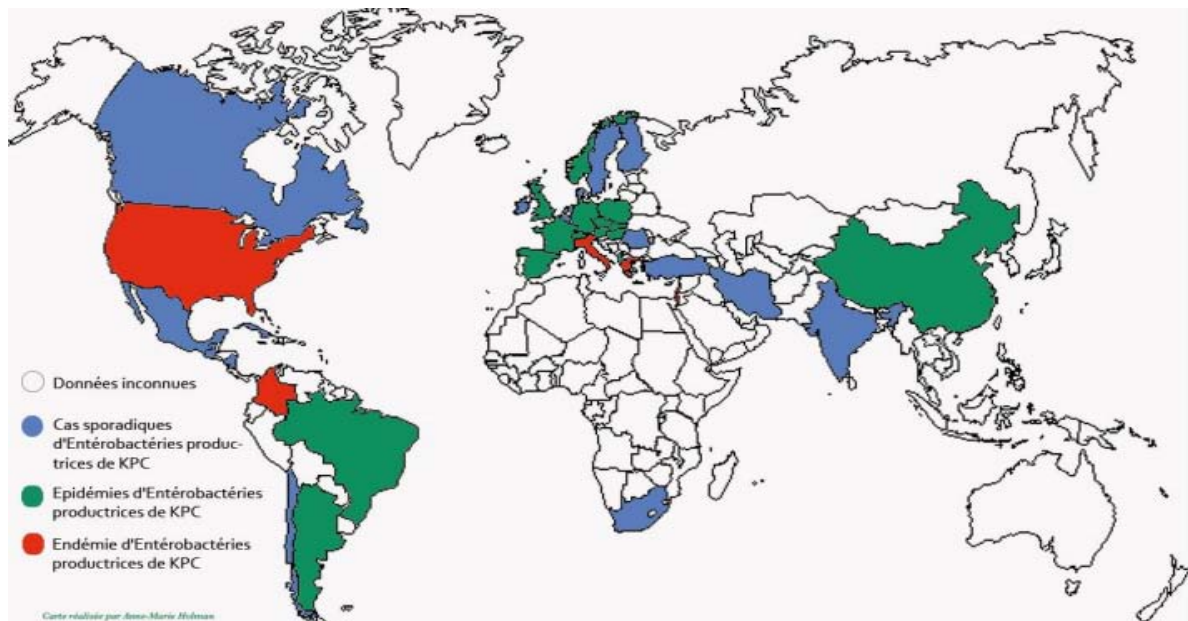 Données inconnues
Cas sporadiques
d'Entérobactéries produc-
trices de KPC
Epidémies d'Entérobactéries
productrices de KPC
Endémie d'Entérobactéries
productrices de KPC
Carte réalisée par Anne-Marie Holman